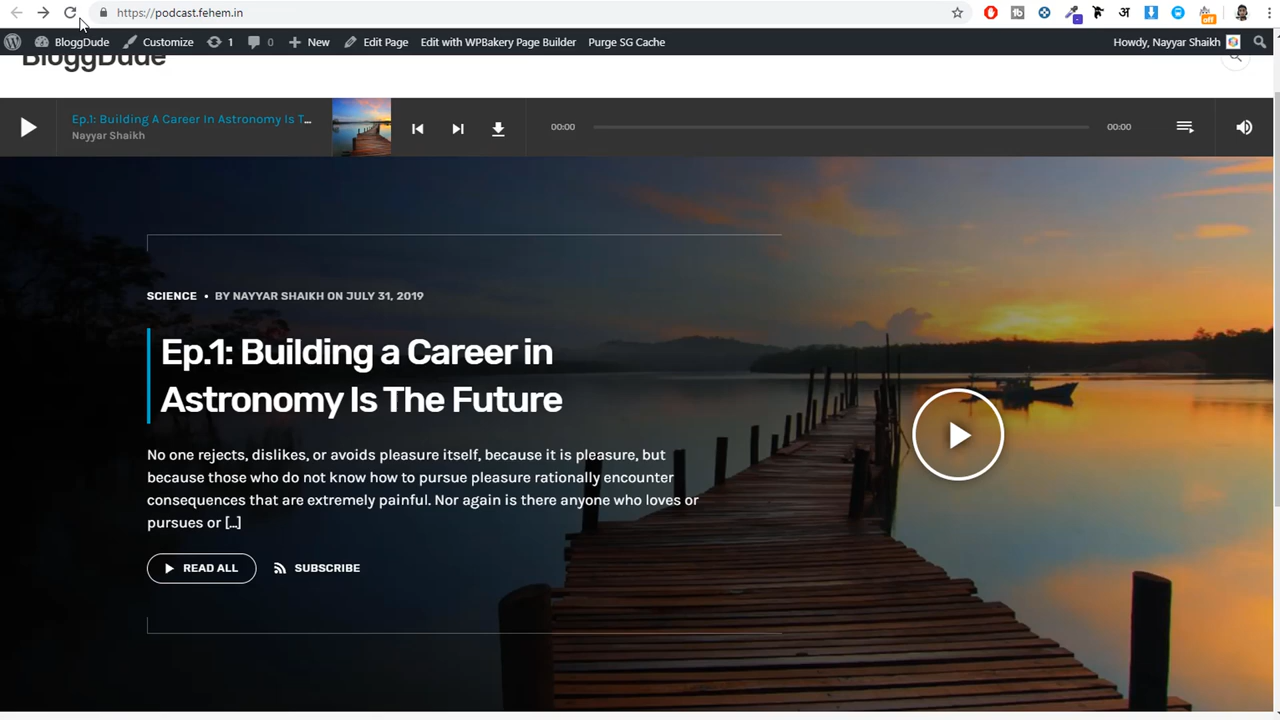 https://podcast.fehem.in
off
BloggDude
Customize
1
0
New
Edit Page
Edit with WPBakery Page Builder
Purge SG Cache
Howdy, Nayyar Shaikh
BloggDude
Ep.1: Building A Career In Astronomy Is T...
Nayyar Shaikh
00:00
00:00
SCIENCE • BY NAYYAR SHAIKH ON JULY 31, 2019
Ep.1: Building a Career in
Astronomy Is The Future
No one rejects, dislikes, or avoids pleasure itself, because it is pleasure, but
because those who do not know how to pursue pleasure rationally encounter
consequences that are extremely painful. Nor again is there anyone who loves or
pursues or [...]
READ ALL
SUBSCRIBE